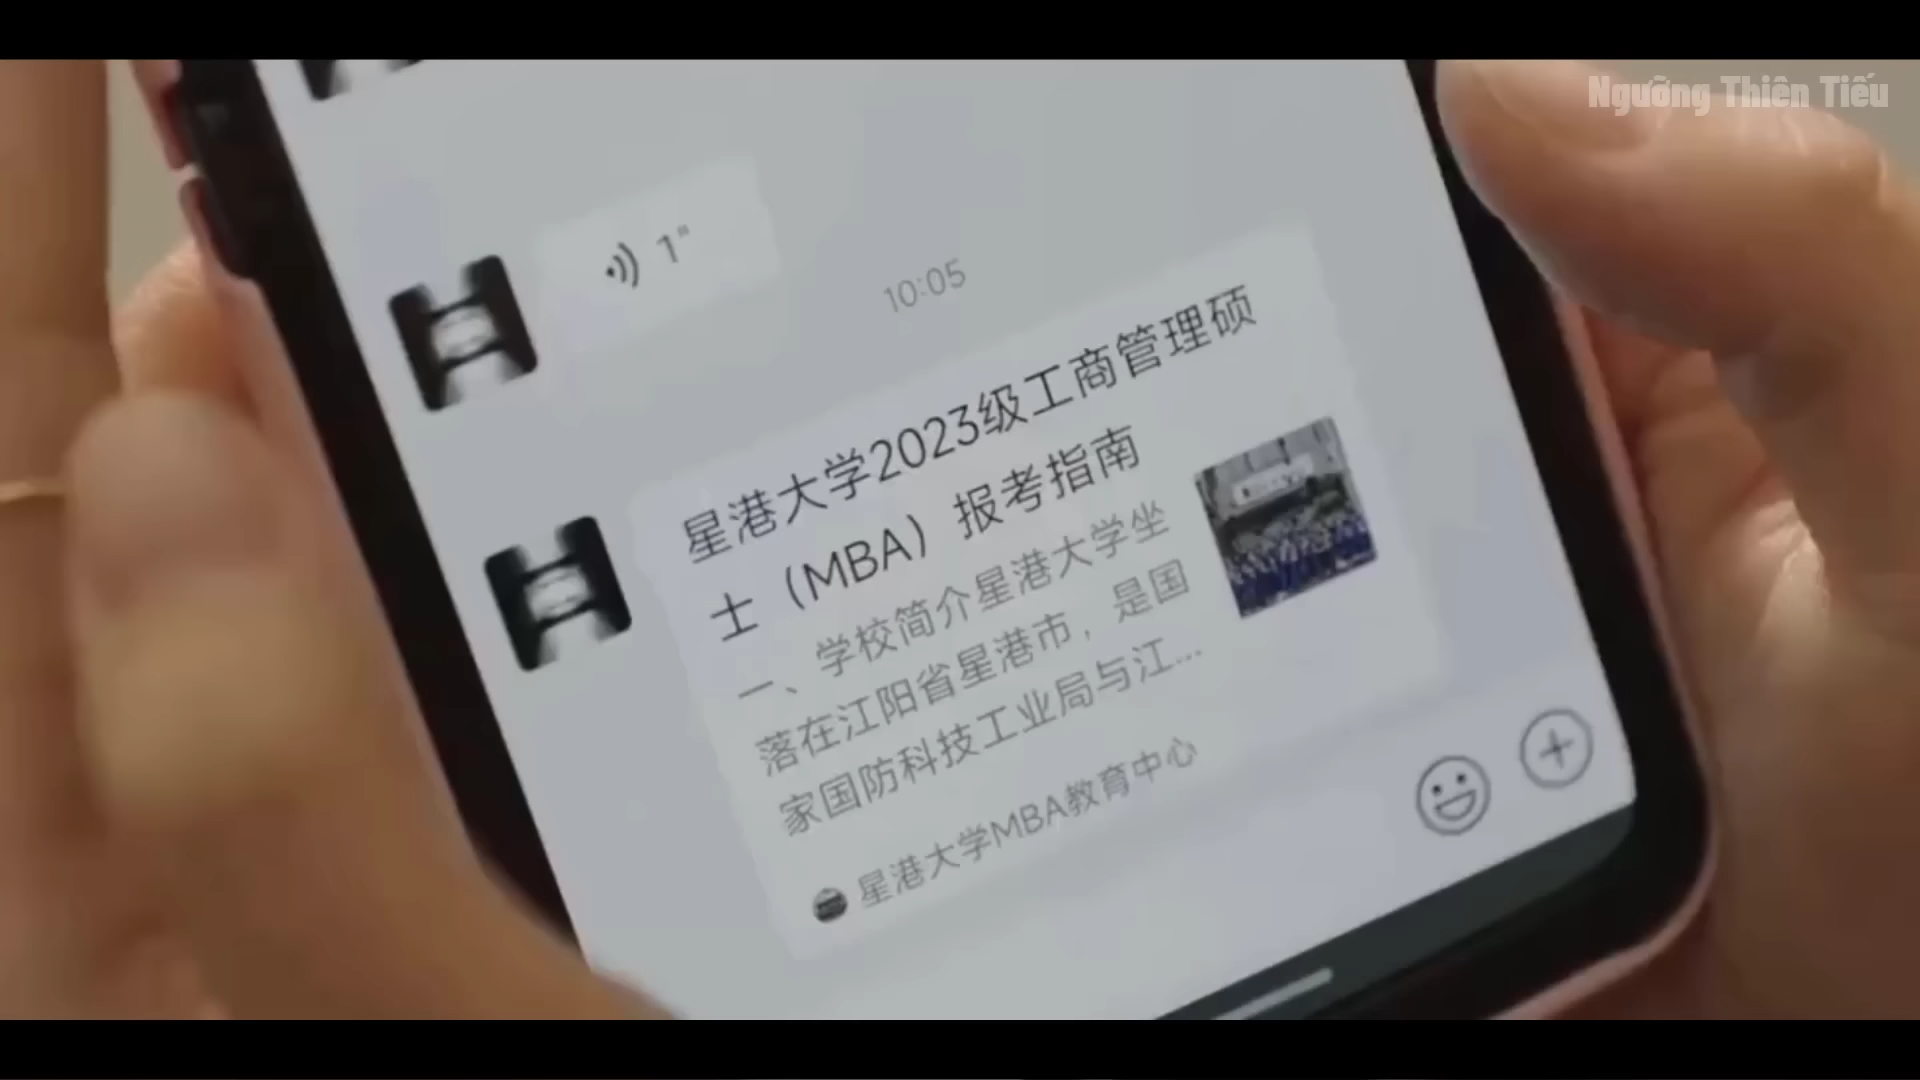 Ngưỡng Thiên Tiếu
1"
10:05
星港大学2023级工商管理硕
士（MBA）报考指南
一、学校简介星港大学坐
落在江阳省星港市，是国
家国防科技工业局与江...
星港大学MBA教育中心